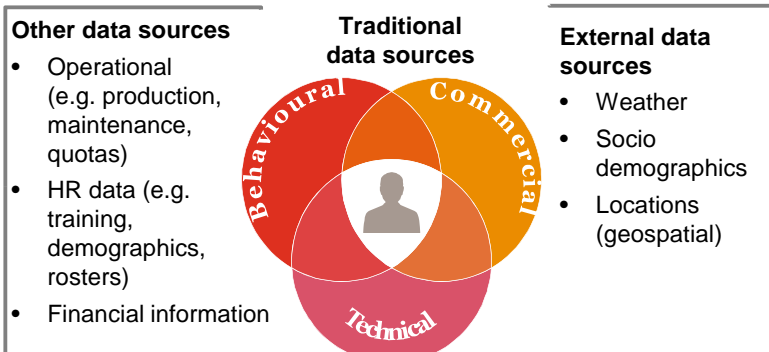 Other data sources
• Operational
(e.g. production,
maintenance,
quotas)
• HR data (e.g.
training,
demographics,
rosters)
• Financial information
Traditional
data sources
Behavioural
Commercial
Technical
External data
sources
• Weather
• Socio
demographics
• Locations
(geospatial)